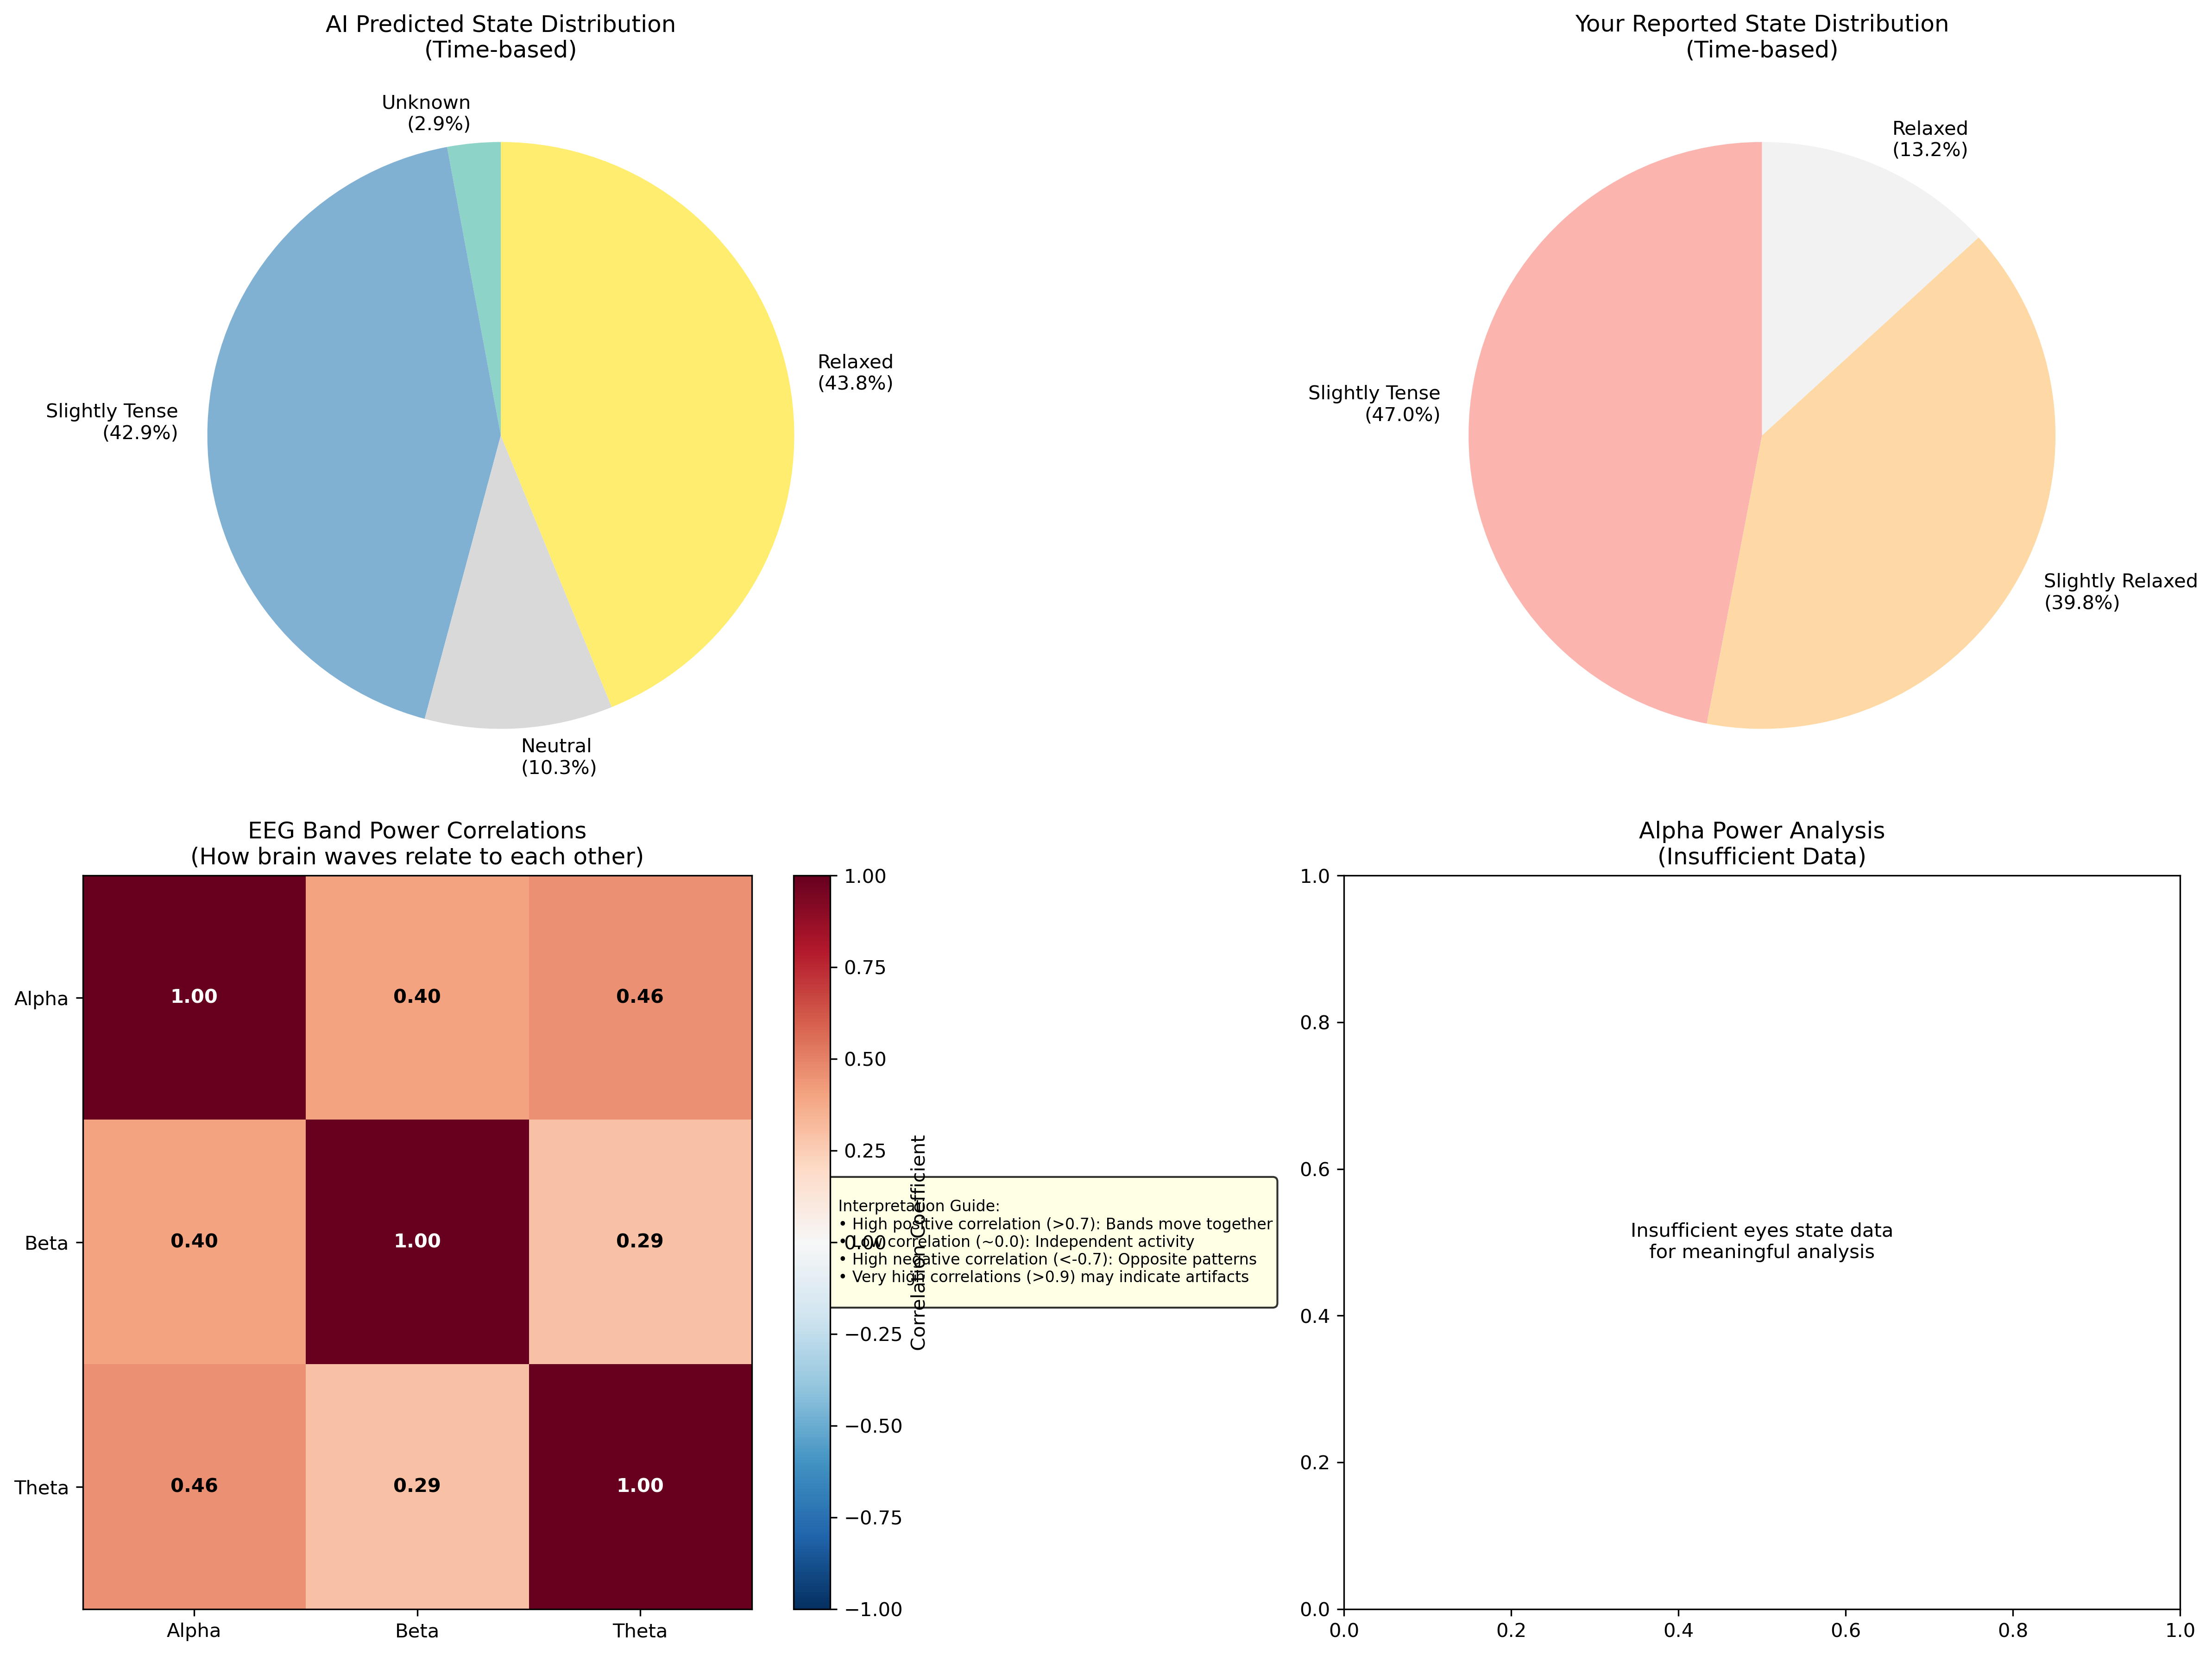 AI Predicted State Distribution
(Time-based)
Unknown
(2.9%)
Relaxed
(43.8%)
Slightly Tense
(42.9%)
Neutral
(10.3%)
Your Reported State Distribution
(Time-based)
Relaxed
(13.2%)
Slightly Tense
(47.0%)
Slightly Relaxed
(39.8%)
EEG Band Power Correlations
(How brain waves relate to each other)
Alpha
1.00
0.40
0.46
Beta
0.40
1.00
0.29
Theta
0.46
0.29
1.00
Alpha
Beta
Theta
1.00
0.75
0.50
0.25
0.00
−0.25
−0.50
−0.75
−1.00
Correlation Coefficient
Interpretation Guide:
• High positive correlation (>0.7): Bands move together
• Low correlation (~0.0): Independent activity
• High negative correlation (<-0.7): Opposite patterns
• Very high correlations (>0.9) may indicate artifacts
Alpha Power Analysis
(Insufficient Data)
1.0
0.8
0.6
0.4
0.2
0.0
Insufficient eyes state data
for meaningful analysis
0.0
0.2
0.4
0.6
0.8
1.0